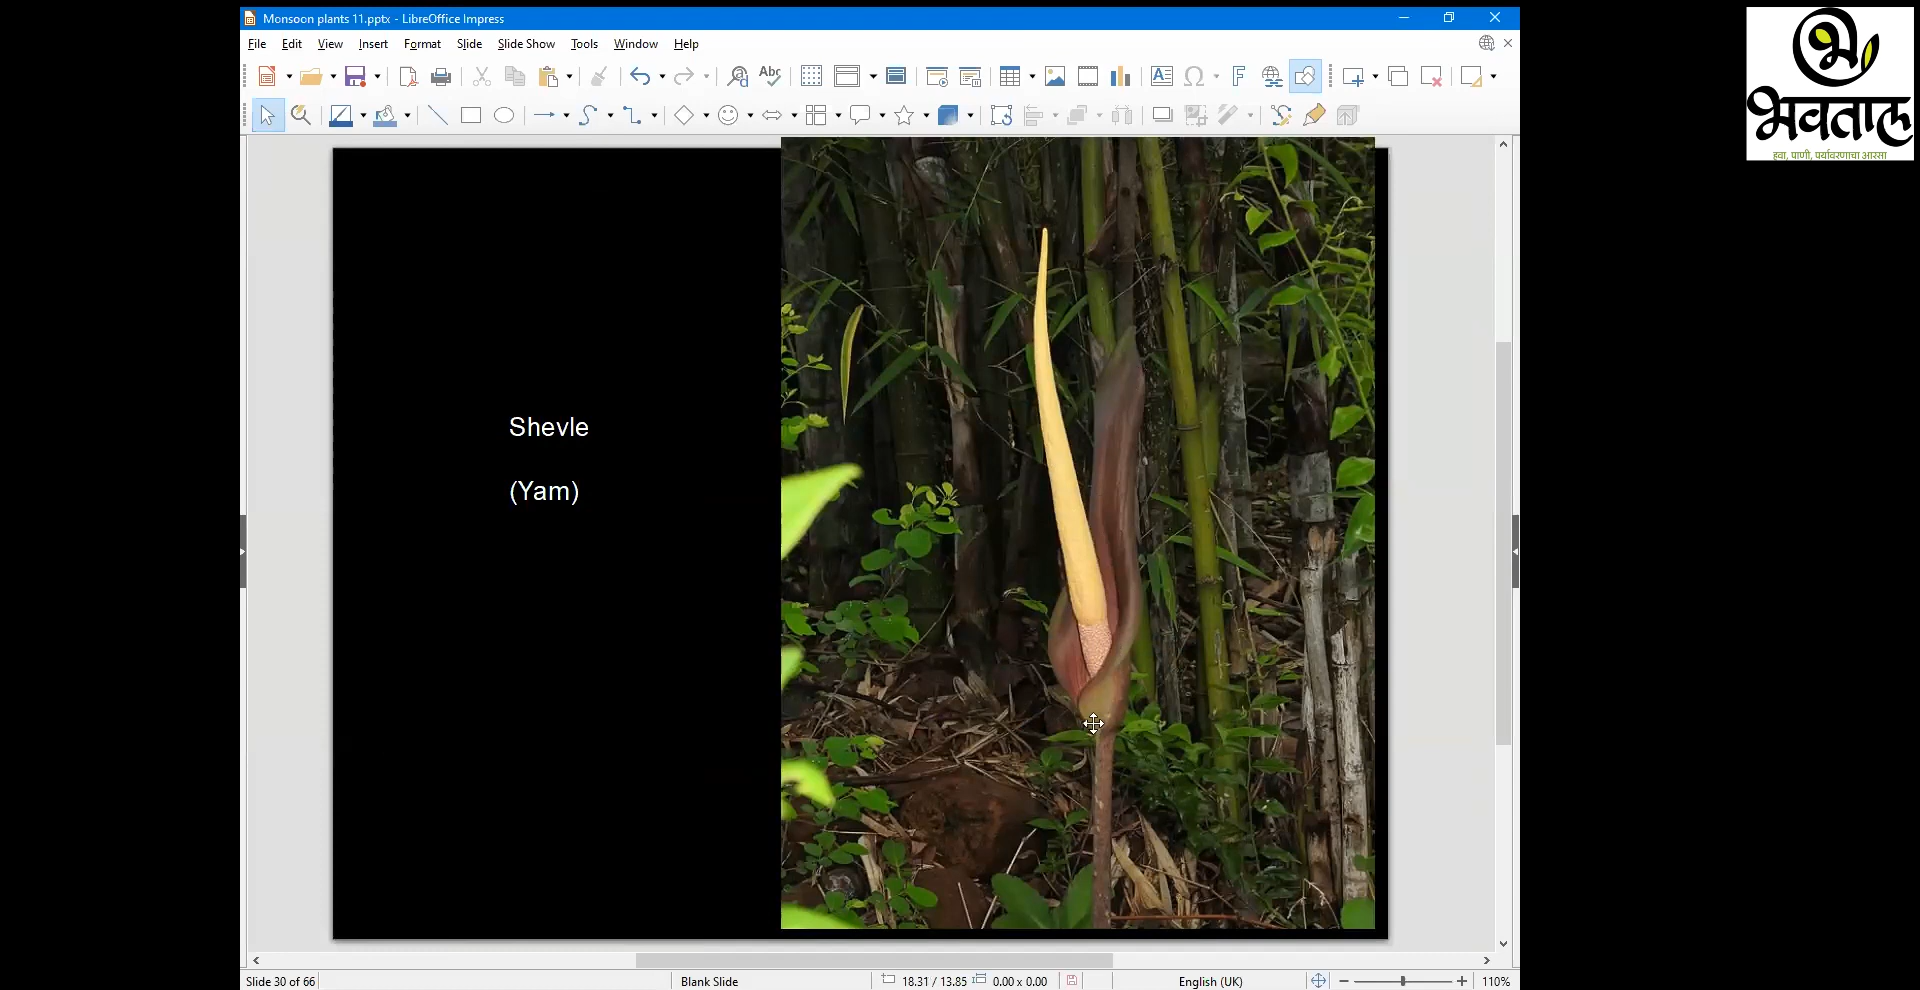 Monsoon plants 11.pptx - LibreOffice Impress
File Edit View Insert Format Slide Slide Show Tools Window Help
Abc
Shevle
(Yam)
Slide 30 of 66 Blank Slide 18.31 / 13.85 0.00 x 0.00 English (UK) 110%
भ
भवताल
हवा, पाणी, पर्यावरणाचा आरसा